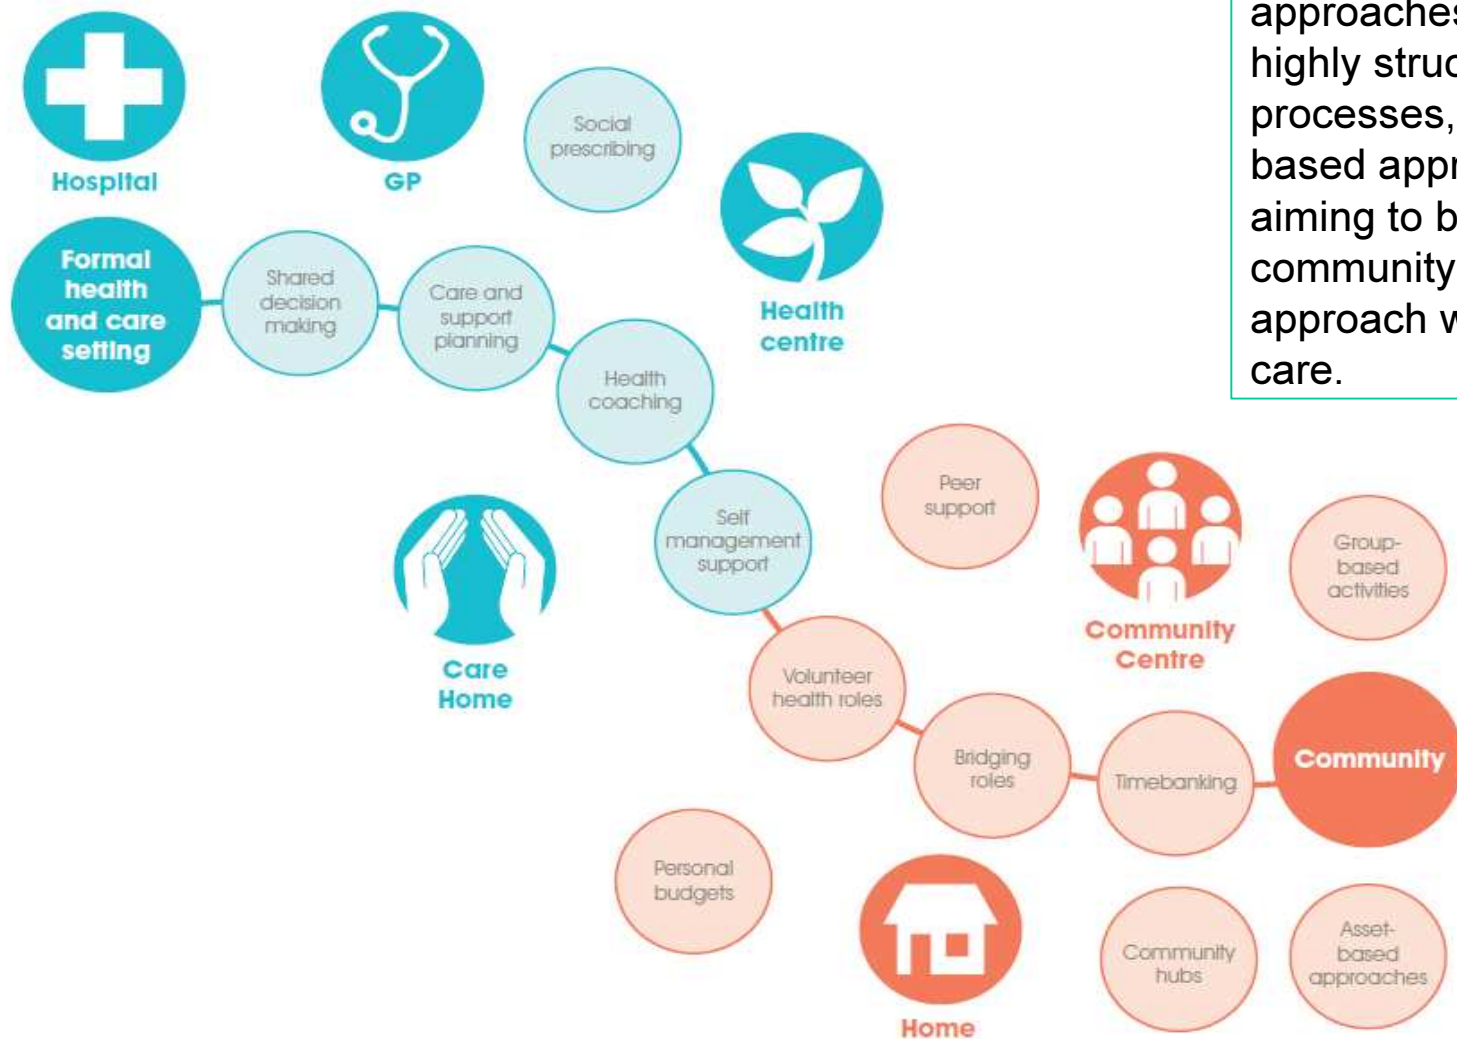 approaches
highly struc
processes,
based appr
aiming to b
community
approach w
care.
Hospital
GP
Social
prescribing
Formal
health
and care
setting
Shared
decision
making
Care and
support
planning
Health
centre
Health
coaching
Self
management
support
Care
Home
Peer
support
Community
Centre
Group-
based
activities
Volunteer
health roles
Bridging
roles
Timebanking
Community
Personal
budgets
Home
Community
hubs
Asset-
based
approaches